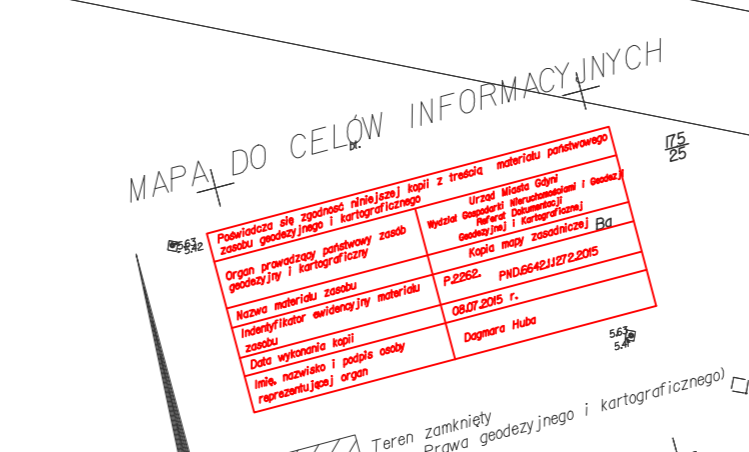 MAPA DO CELÓW INFORMACYJNYCH
bt.
175
25
5.63
5.42
Poświadcza się zgodność niniejszej kopii z treścią materiału państwowego
zasobu geodezyjnego i kartograficznego
Organ prowadzący państwowy zasób
geodezyjny i kartograficzny
Urząd Miasta Gdyni
Wydział Gospodarki Nieruchomościami i Geodezji
Referat Dokumentacji
Geodezyjnej i Kartograficznej
Nazwa materiału zasobu
Kopia mapy zasadniczej
Ba
Indentyfikator ewidencyjny materiału
zasobu
P.2262. PND.6642.1.1272.2015
Data wykonania kopii
08.07.2015 r.
Imię, nazwisko i podpis osoby
reprezentującej organ
Dagmara Huba
5.63
5.41
Teren zamknięty
Prawa geodezyjnego i kartograficznego)